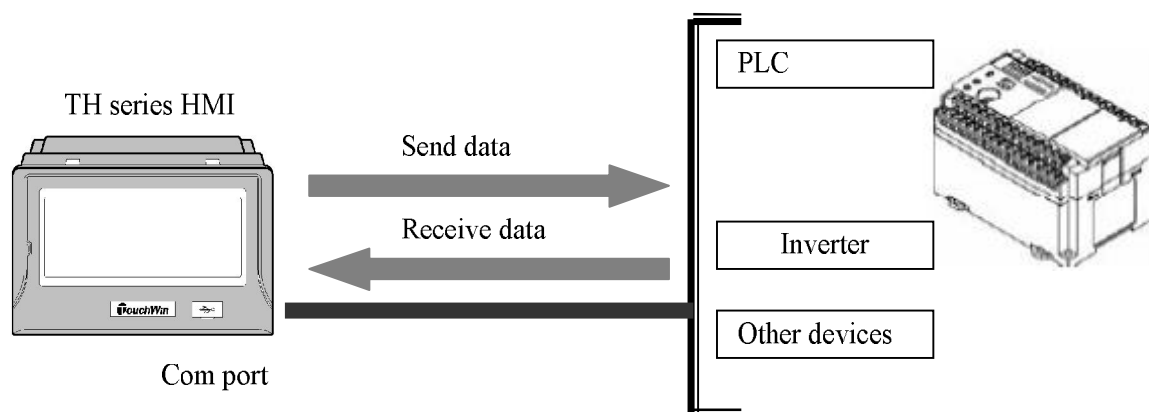 TH series HMI
TouchWin
Com port
Send data
Receive data
PLC
Inverter
Other devices